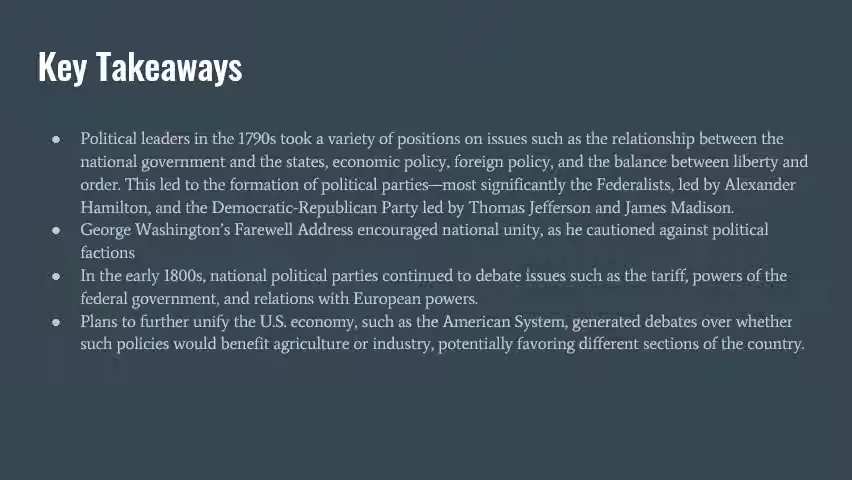 Key Takeaways
● Political leaders in the 1790s took a variety of positions on issues such as the relationship between the
national government and the states, economic policy, foreign policy, and the balance between liberty and
order. This led to the formation of political parties—most significantly the Federalists, led by Alexander
Hamilton, and the Democratic-Republican Party led by Thomas Jefferson and James Madison.
● George Washington's Farewell Address encouraged national unity, as he cautioned against political
factions
● In the early 1800s, national political parties continued to debate issues such as the tariff, powers of the
federal government, and relations with European powers.
● Plans to further unify the U.S. economy, such as the American System, generated debates over whether
such policies would benefit agriculture or industry, potentially favoring different sections of the country.